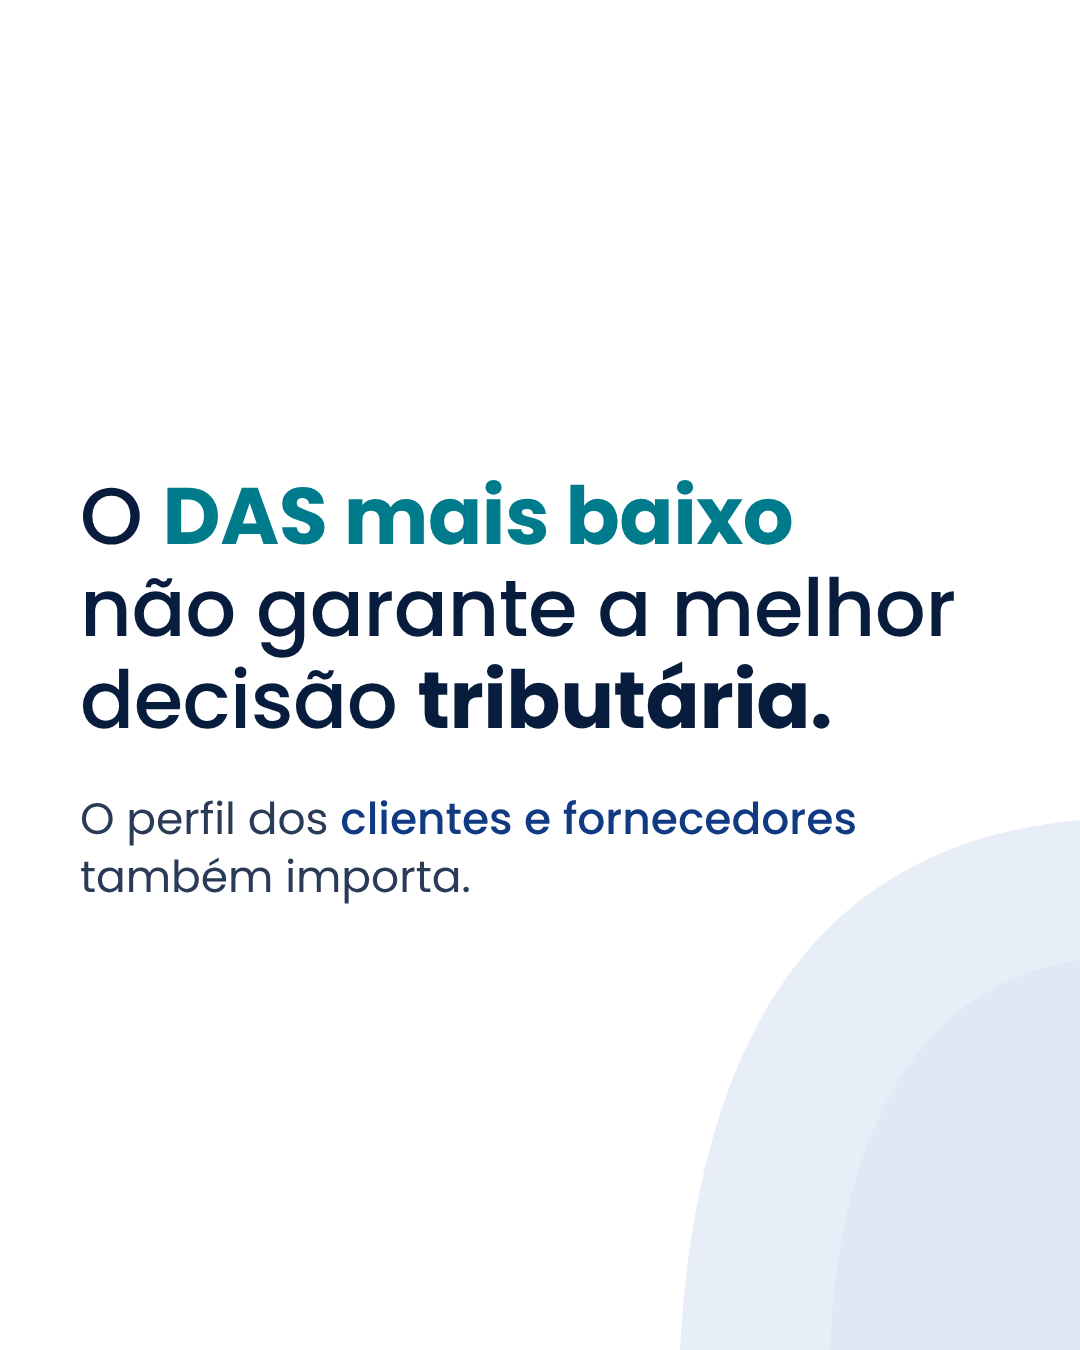 O DAS mais baixo
não garante a melhor
decisão tributária.
O perfil dos clientes e fornecedores
também importa.